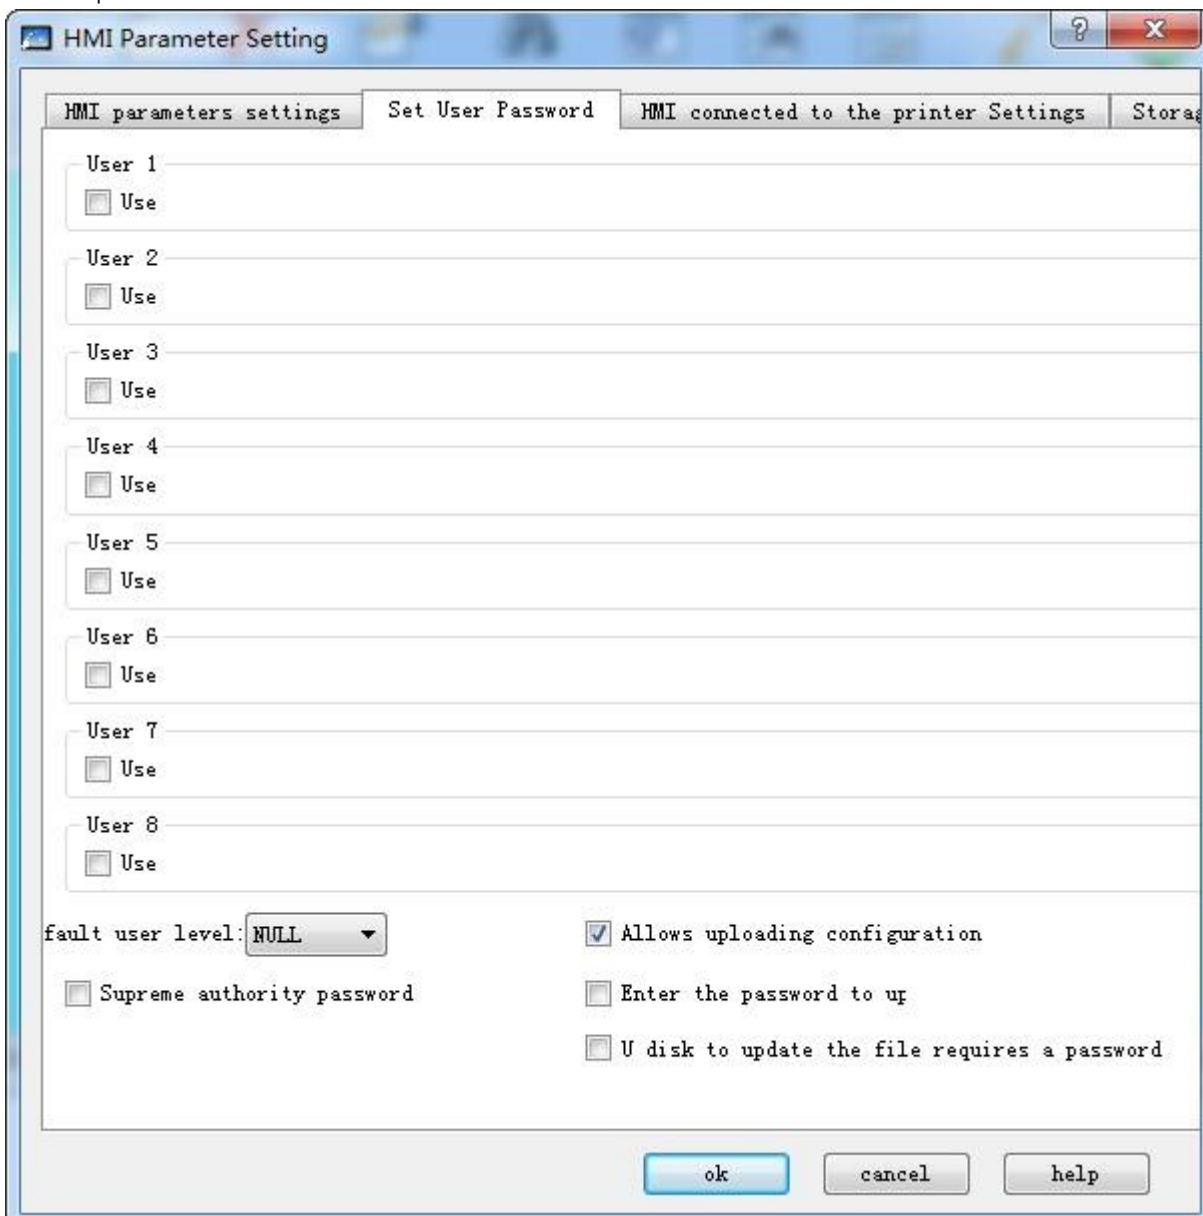 HMI Parameter Setting
HMI parameters settings Set User Password HMI connected to the printer Settings Storag
User 1
Use
User 2
Use
User 3
Use
User 4
Use
User 5
Use
User 6
Use
User 7
Use
User 8
Use
fault user level: NULL Allows uploading configuration
Supreme authority password Enter the password to up
U disk to update the file requires a password
ok cancel help